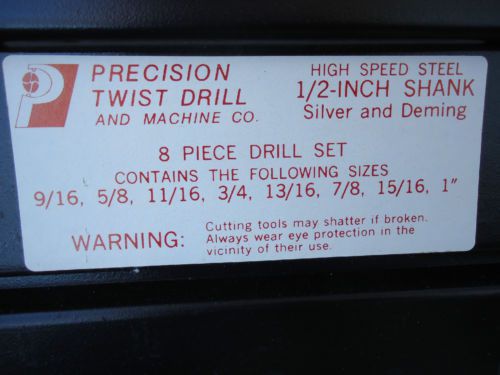 PRECISION
TWIST DRILL
AND MACHINE CO.
HIGH SPEED STEEL
1/2-INCH SHANK
Silver and Deming
8 PIECE DRILL SET
CONTAINS THE FOLLOWING SIZES
9/16, 5/8, 11/16, 3/4, 13/16, 7/8, 15/16, 1"
WARNING:
Cutting tools may shatter if broken.
Always wear eye protection in the
vicinity of their use.